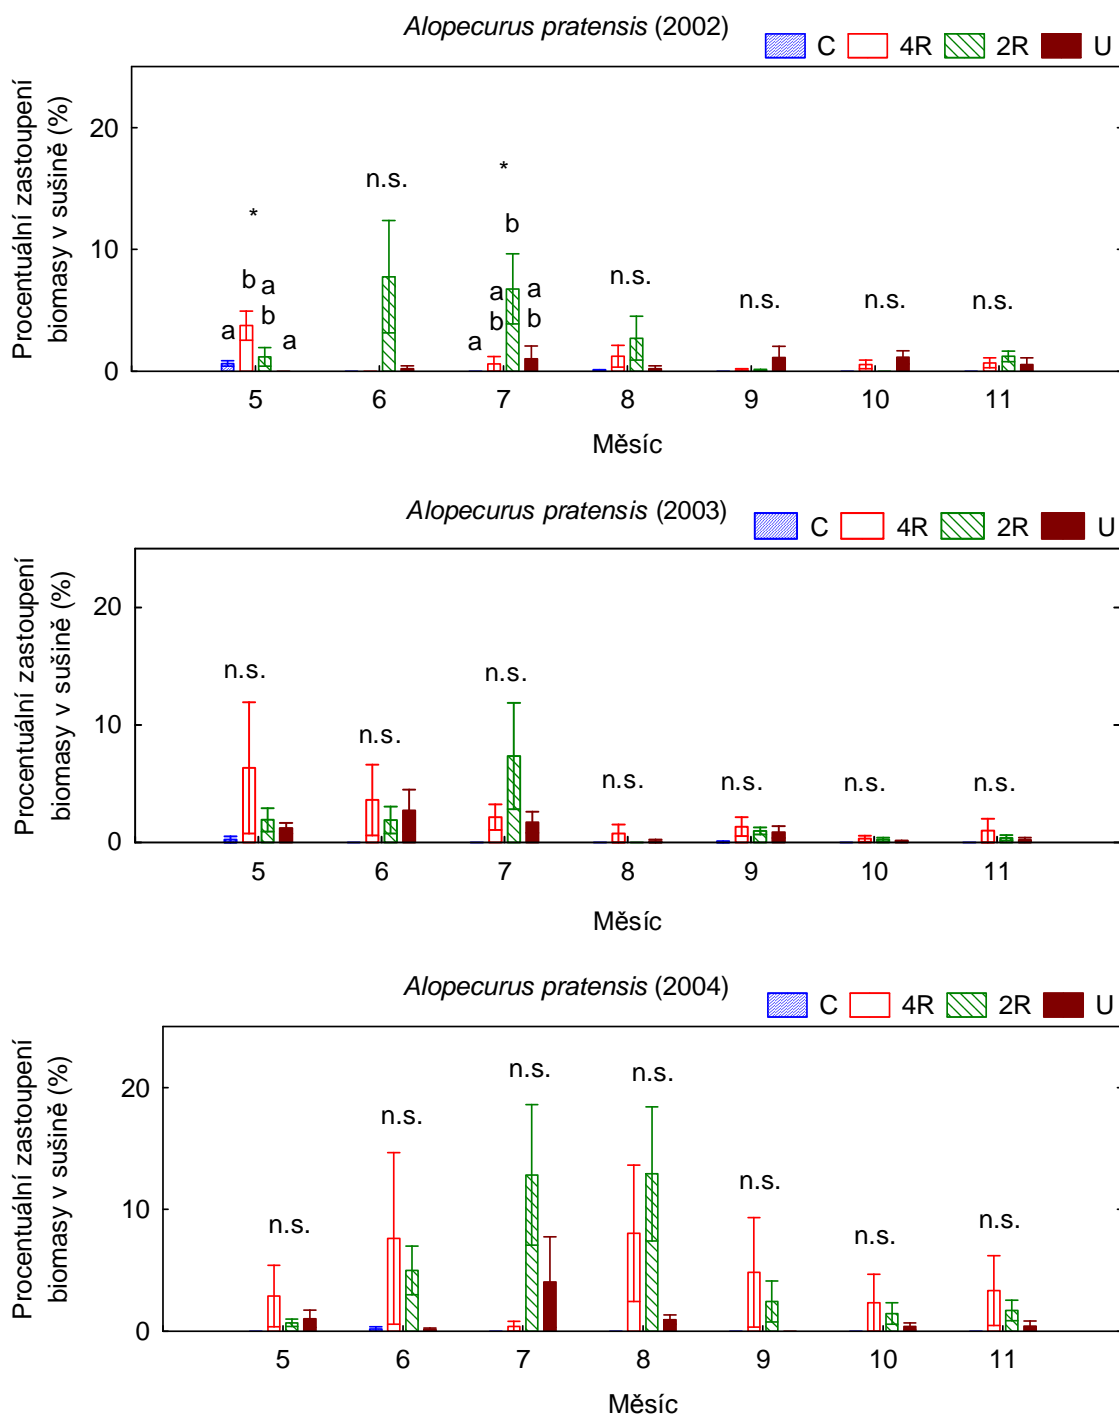 Alopecurus pratensis (2002)
C 4R 2R U
Procentuální zastoupení
biomasy v sušině (%)
20
10
0
*
n.s.
*
n.s.
n.s.
n.s.
n.s.
a
b
a
b
a
a
a
b
b
a
b
5 6 7 8 9 10 11
Měsíc
Alopecurus pratensis (2003)
C 4R 2R U
Procentuální zastoupení
biomasy v sušině (%)
20
10
0
n.s.
n.s.
n.s.
n.s.
n.s.
n.s.
n.s.
5 6 7 8 9 10 11
Měsíc
Alopecurus pratensis (2004)
C 4R 2R U
Procentuální zastoupení
biomasy v sušině (%)
20
10
0
n.s.
n.s.
n.s.
n.s.
n.s.
n.s.
n.s.
5 6 7 8 9 10 11
Měsíc